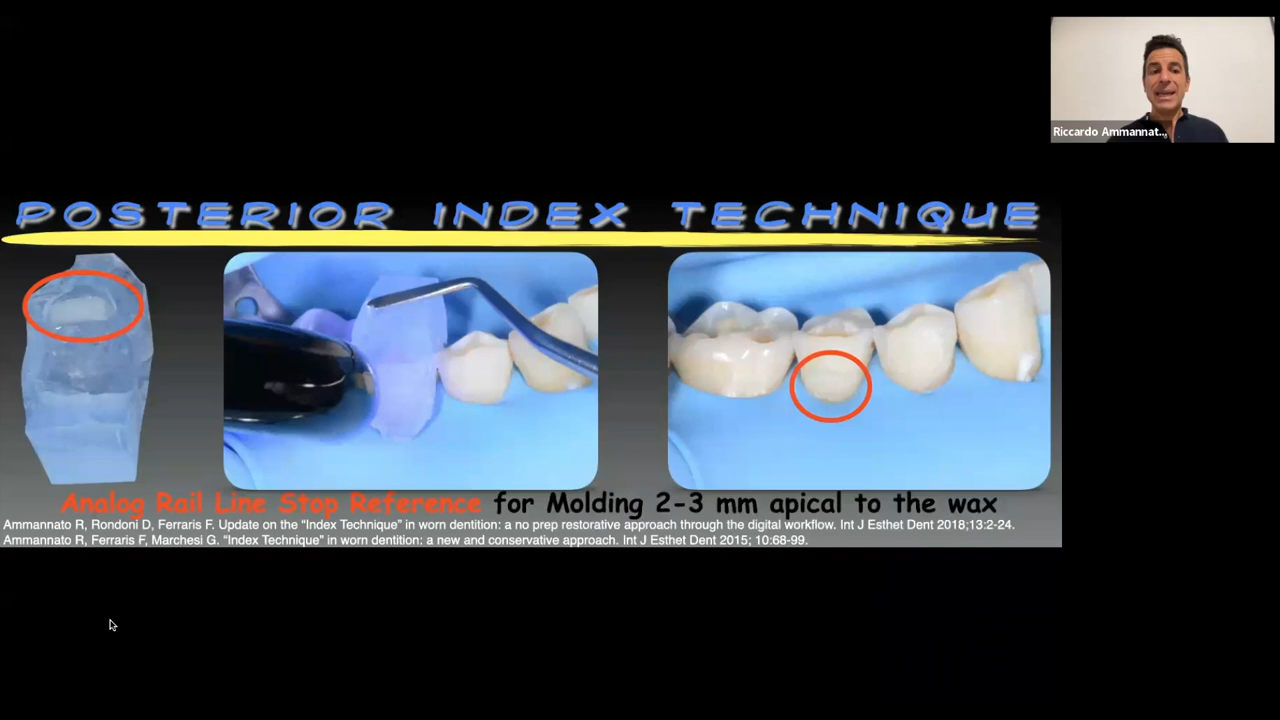 Riccardo Ammannat...
POSTERIOR INDEX TECHNIQUE
Analog Rail Line Stop Reference for Molding 2-3 mm apical to the wax
Ammannato R, Rondoni D, Ferraris F. Update on the “Index Technique” in worn dentition: a no prep restorative approach through the digital workflow. Int J Esthet Dent 2018;13:2-24.
Ammannato R, Ferraris F, Marchesi G. “Index Technique” in worn dentition: a new and conservative approach. Int J Esthet Dent 2015; 10:68-99.